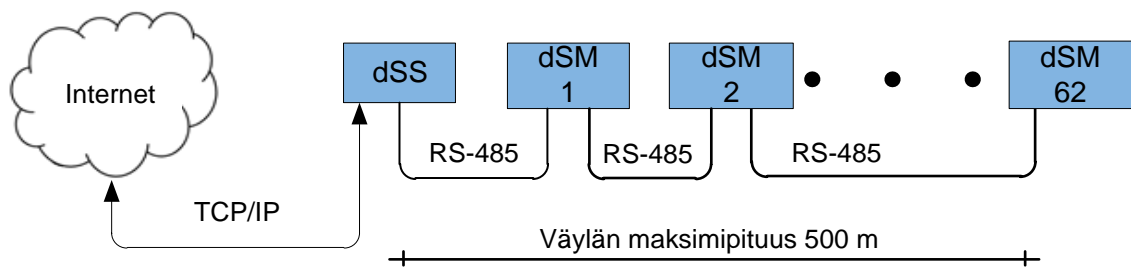 Internet
dSS
dSM
1
dSM
2
dSM
62
RS-485
RS-485
RS-485
TCP/IP
Väylän maksimipituus 500 m